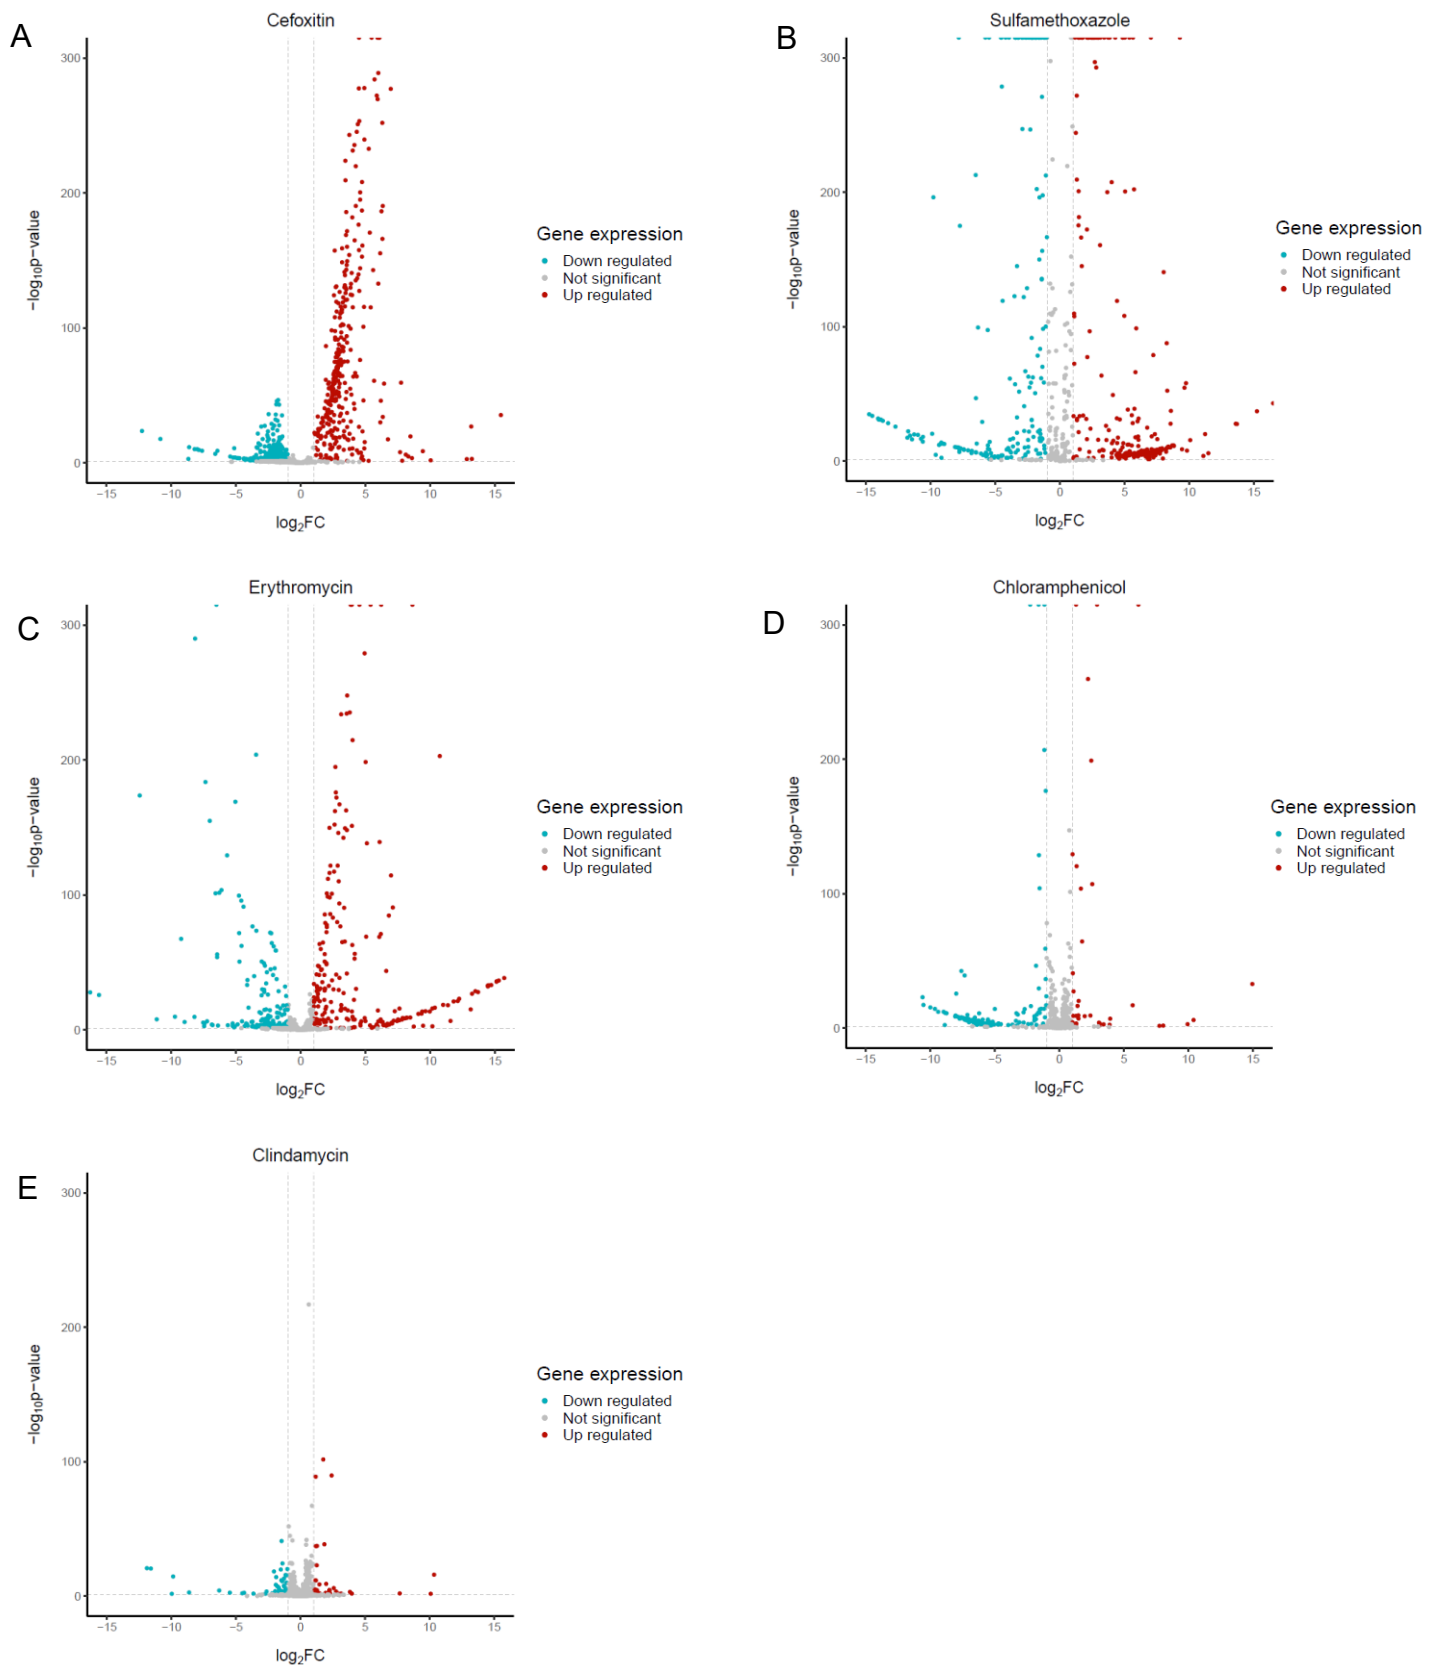 A
Cefoxitin
300
200
100
0
−log10p−value
−15 −10 −5 0 5 10 15
log2FC
Gene expression
Down regulated
Not significant
Up regulated
B
Sulfamethoxazole
300
200
100
0
−log10p−value
−15 −10 −5 0 5 10 15
log2FC
Gene expression
Down regulated
Not significant
Up regulated
C
Erythromycin
300
200
100
0
−log10p−value
−15 −10 −5 0 5 10 15
log2FC
Gene expression
Down regulated
Not significant
Up regulated
D
Chloramphenicol
300
200
100
0
−log10p−value
−15 −10 −5 0 5 10 15
log2FC
Gene expression
Down regulated
Not significant
Up regulated
E
Clindamycin
300
200
100
0
−log10p−value
−15 −10 −5 0 5 10 15
log2FC
Gene expression
Down regulated
Not significant
Up regulated